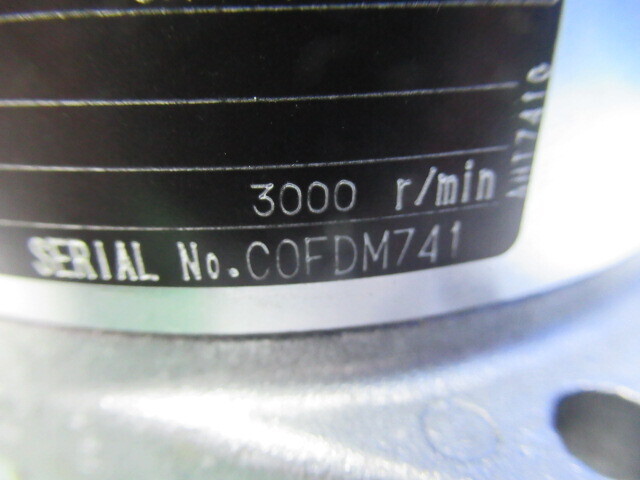 3000 r/min
SERIAL No. COFDM741